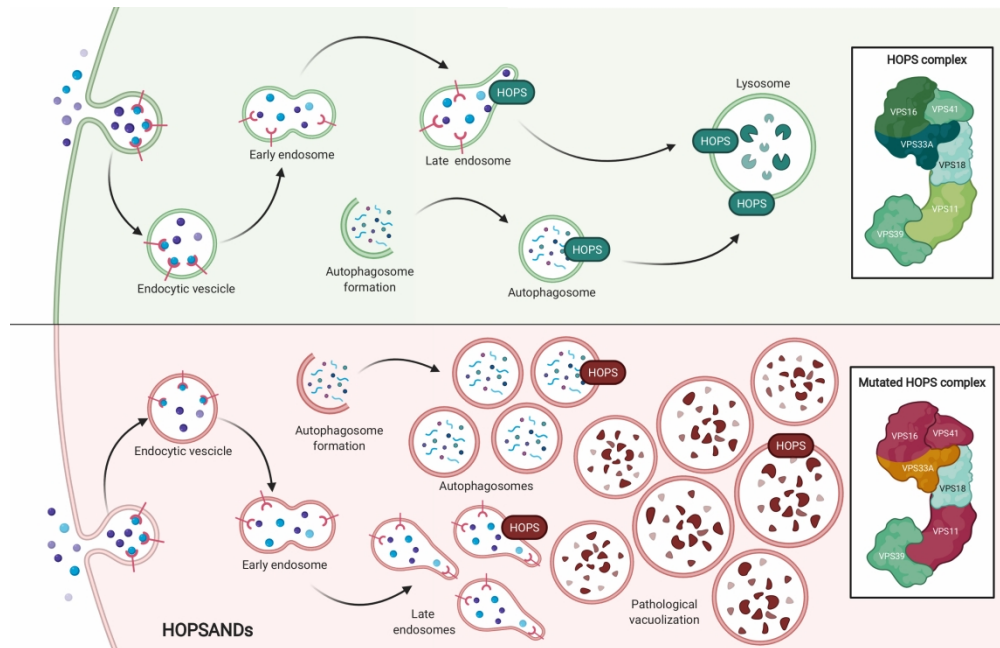 HOPS complex
VPS16
VPS41
VPS33A
VPS18
VPS11
VPS39
HOPS
Early endosome
Late endosome
Lysosome
HOPS
HOPS
Endocytic vescicle
Autophagosome
formation
HOPS
Autophagosome
Mutated HOPS complex
VPS16
VPS41
VPS33A
VPS18
VPS11
VPS39
Endocytic vescicle
Autophagosome
formation
HOPS
Autophagosomes
HOPS
Early endosome
HOPS
Late
endosomes
Pathological
vacuolization
HOPSANDs